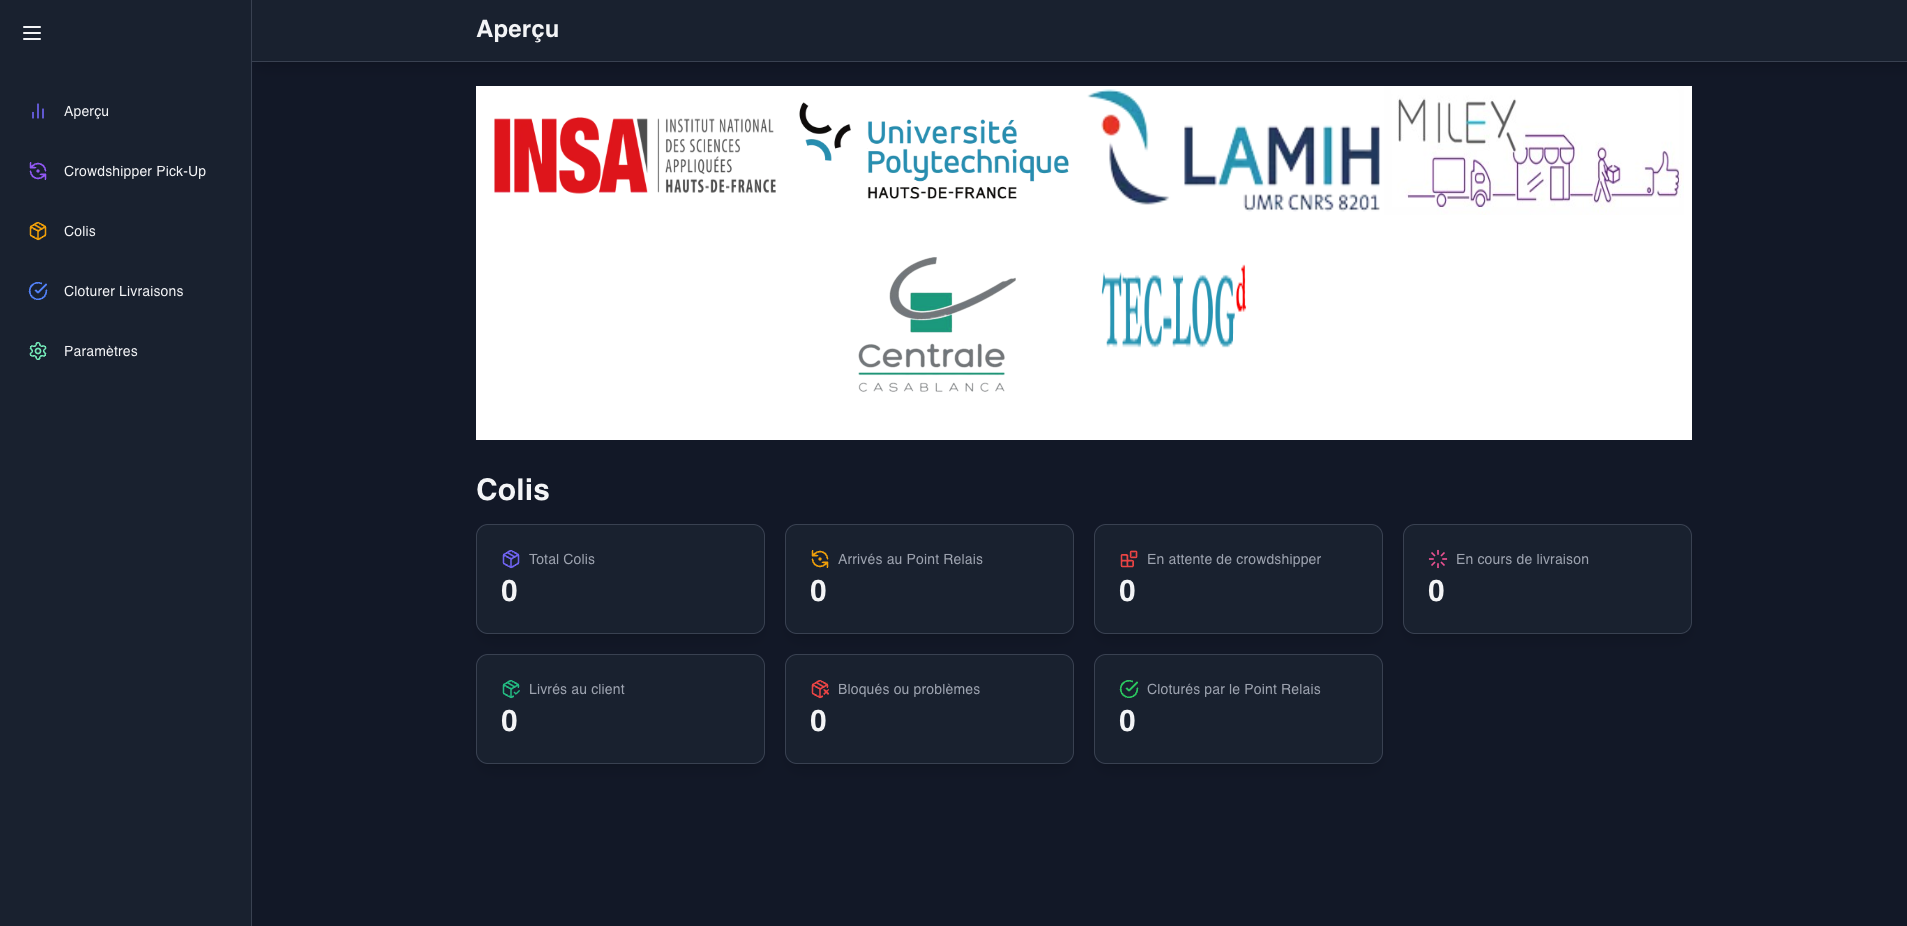 Aperçu
Aperçu
Crowdshipper Pick-Up
Colis
Cloturer Livraisons
Paramètres
INSA
INSTITUT NATIONAL
DES SCIENCES
APPLIQUÉES
HAUTS-DE-FRANCE
Université
Polytechnique
HAUTS-DE-FRANCE
LAMIH
UMR CNRS 8201
MILEX
Centrale
CASABLANCA
TEC-LOGd
Colis
Total Colis
0
Arrivés au Point Relais
0
En attente de crowdshipper
0
En cours de livraison
0
Livrés au client
0
Bloqués ou problèmes
0
Cloturés par le Point Relais
0